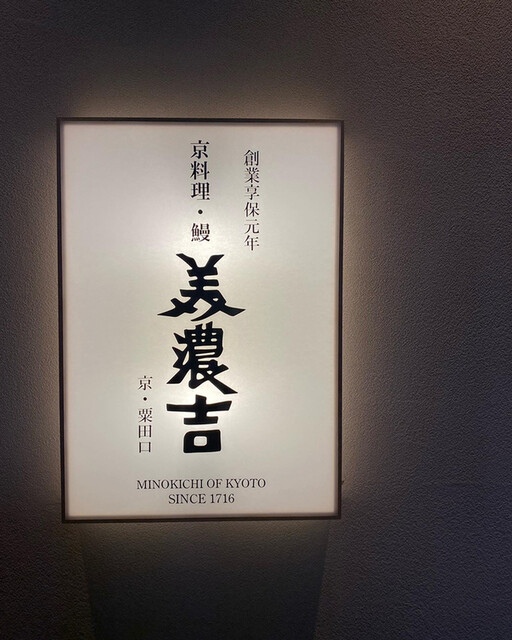 創業享保元年
京料理・鰻
美濃吉
京・粟田口
MINOKICHI OF KYOTO
SINCE 1716